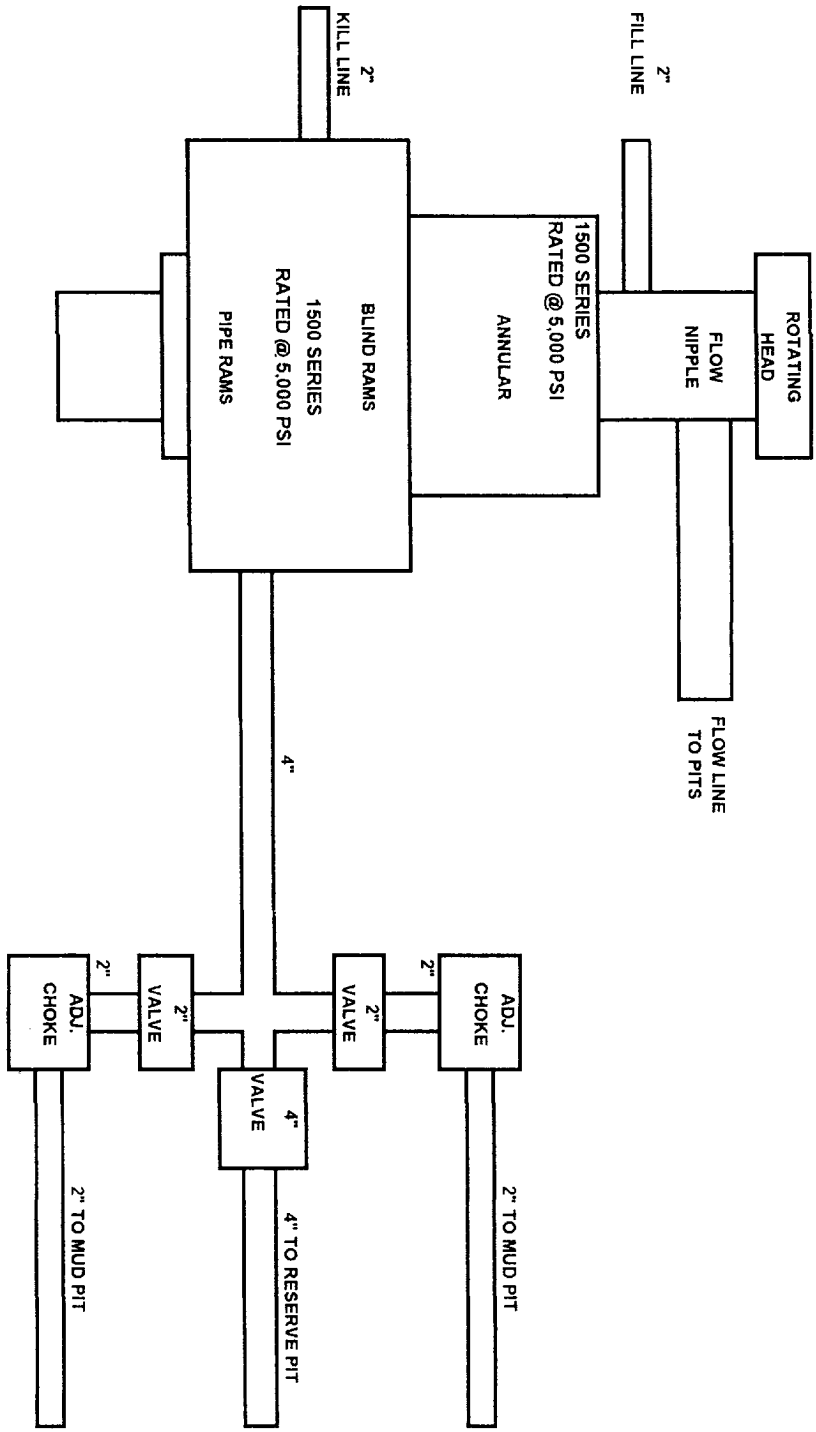 ROTATING
HEAD
2"
FILL LINE
FLOW
NIPPLE
FLOW LINE
TO PITS
1500 SERIES
RATED @ 5,000 PSI
ANNULAR
2"
KILL LINE
BLIND RAMS
1500 SERIES
RATED @ 5,000 PSI
PIPE RAMS
4"
ADJ.
CHOKE
2"
2" TO MUD PIT
2"
VALVE
4"
VALVE
4" TO RESERVE PIT
2"
VALVE
2"
ADJ.
CHOKE
2" TO MUD PIT